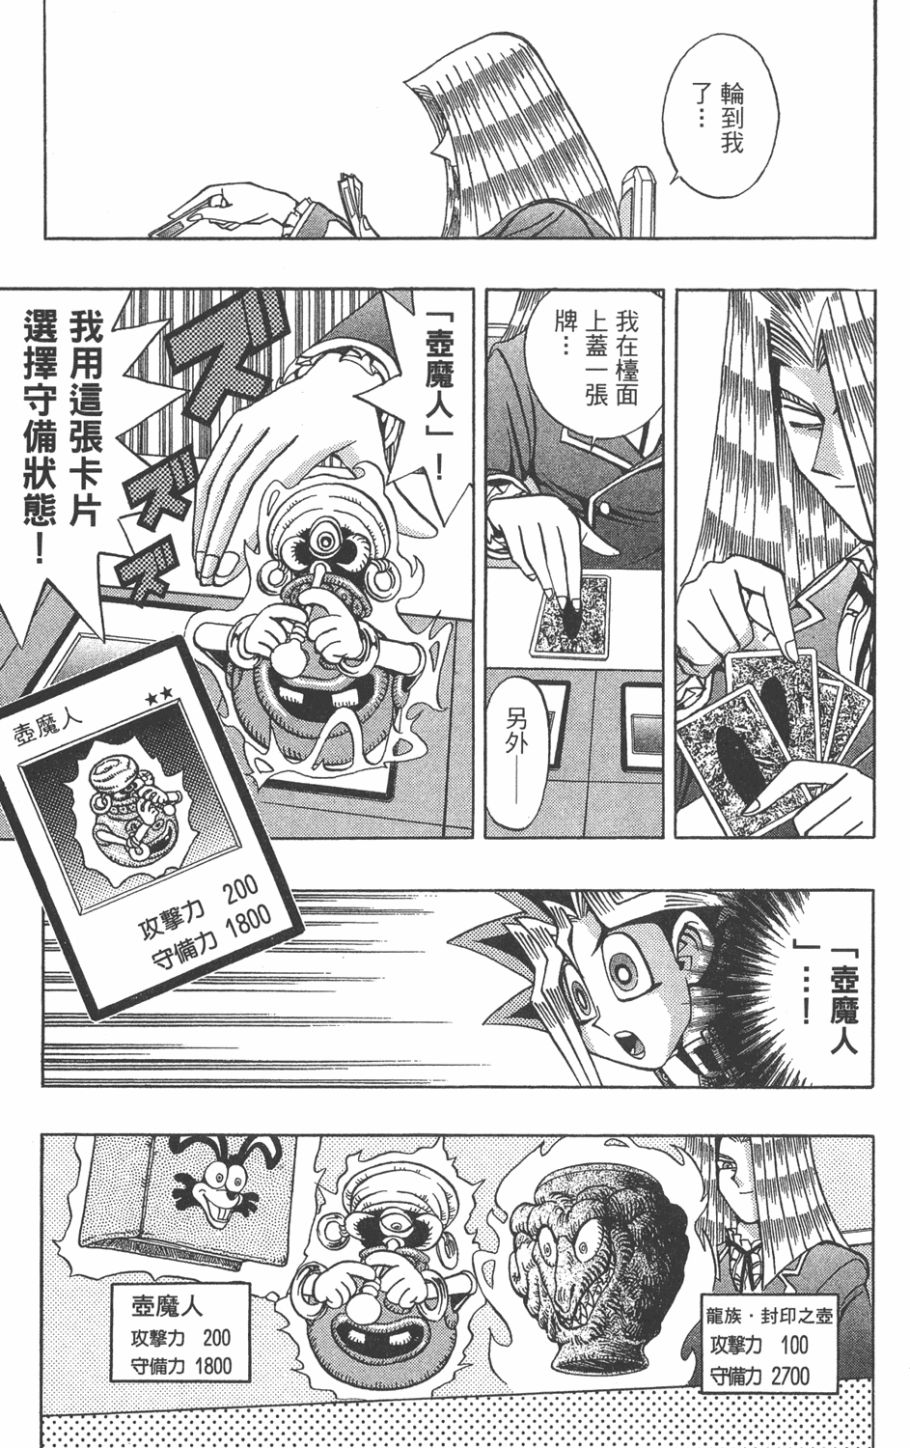 輪到我
了⋯
我在檯面
上蓋一張
牌⋯
另外——
「壺魔人」！
我用這張卡片
選擇守備狀態！
ズ
ズ
ズ
壺魔人
★★
攻擊力 200
守備力 1800
「壺魔人
」⋯！
龍族・封印之壺
攻擊力 100
守備力 2700
壺魔人
攻擊力 200
守備力 1800